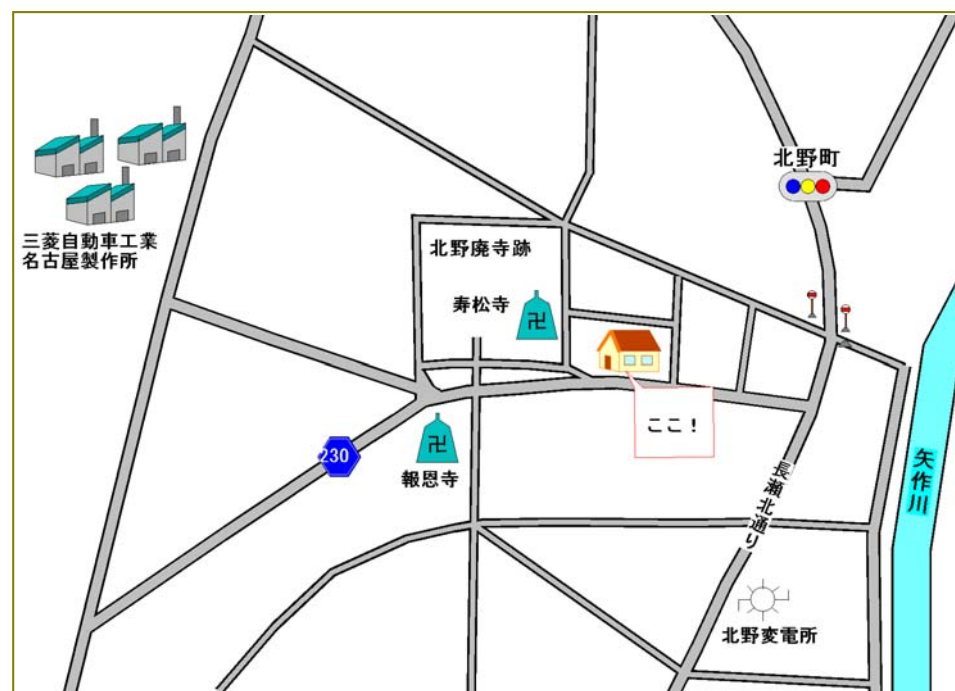 北野町
三菱自動車工業
名古屋製作所
北野廃寺跡
寿松寺
卍
ここ！
卍
230
報恩寺
矢作川
長瀬北通り
北野変電所